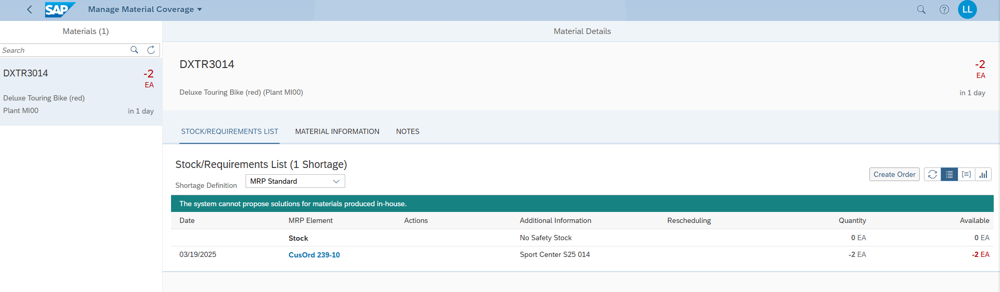 SAP Manage Material Coverage
LL
Materials (1)
Search
DXTR3014 -2
EA
Deluxe Touring Bike (red)
Plant MI00 in 1 day
Material Details
DXTR3014 -2
EA
Deluxe Touring Bike (red) (Plant MI00) in 1 day
STOCK/REQUIREMENTS LIST MATERIAL INFORMATION NOTES
Stock/Requirements List (1 Shortage)
Create Order
Shortage Definition MRP Standard
The system cannot propose solutions for materials produced in-house.
Date MRP Element Actions Additional Information Rescheduling Quantity Available
Stock No Safety Stock 0 EA 0 EA
03/19/2025 CusOrd 239-10 Sport Center S25 014 -2 EA -2 EA